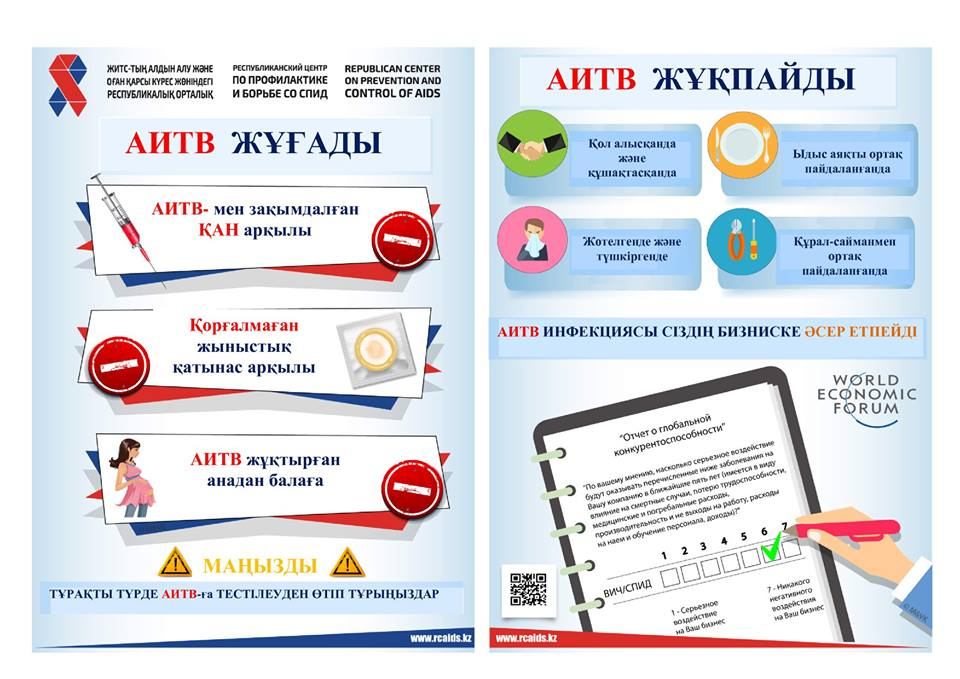 ЖИТС-ТЫҢ АЛДЫН АЛУ ЖӘНЕ
ОҒАН ҚАРСЫ КҮРЕС ЖӨНІНДЕГІ
РЕСПУБЛИКАЛЫҚ ОРТАЛЫҚ
РЕСПУБЛИКАНСКИЙ ЦЕНТР
ПО ПРОФИЛАКТИКЕ
И БОРЬБЕ СО СПИД
REPUBLICAN CENTER
ON PREVENTION AND
CONTROL OF AIDS
АИТВ ЖҰҒАДЫ
АИТВ- мен зақымдалған
ҚАН арқылы
Қорғалмаған
жыныстық
қатынас арқылы
АИТВ жұқтырған
анадан балаға
МАҢЫЗДЫ
ТҰРАҚТЫ ТҮРДЕ АИТВ-ға ТЕСТІЛЕУДЕН ӨТІП ТҰРЫҢЫЗДАР
www.rcaids.kz
АИТВ ЖҰҚПАЙДЫ
Қол алысқанда
және
құшақтасқанда
Ыдыс аяқты ортақ
пайдаланғанда
Жөтелгенде және
түшкіргенде
Құрал-сайманмен
ортақ
пайдаланғанда
АИТВ ИНФЕКЦИЯСЫ СІЗДІҢ БИЗНИСКЕ ӘСЕР ЕТПЕЙДІ
WORLD
ECONOMIC
FORUM
"Отчет о глобальной
конкурентоспособности"
"По вашему мнению, насколько серьезное воздействие
будут оказывать перечисленные ниже заболевания на
Вашу компанию в ближайшие пять лет (имеется в виду
влияние на смертные случаи, потерю трудоспособности,
медицинские и погребальные расходы,
производительность и не выходы на работу, расходы
на наем и обучение персонала, доходы)?"
1 2 3 4 5 6 7
ВИЧ/СПИД
1 - Серьезное
воздействие
на Ваш бизнес
7 - Никакого
негативного
воздействия
на Ваш бизнес
www.rcaids.kz